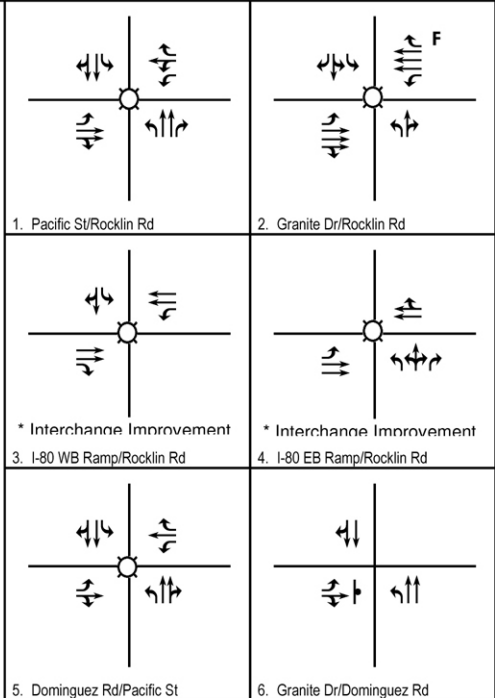 F
1. Pacific St/Rocklin Rd
2. Granite Dr/Rocklin Rd
* Interchange Improvement
* Interchange Improvement
3. I-80 WB Ramp/Rocklin Rd
4. I-80 EB Ramp/Rocklin Rd
5. Dominguez Rd/Pacific St
6. Granite Dr/Dominguez Rd